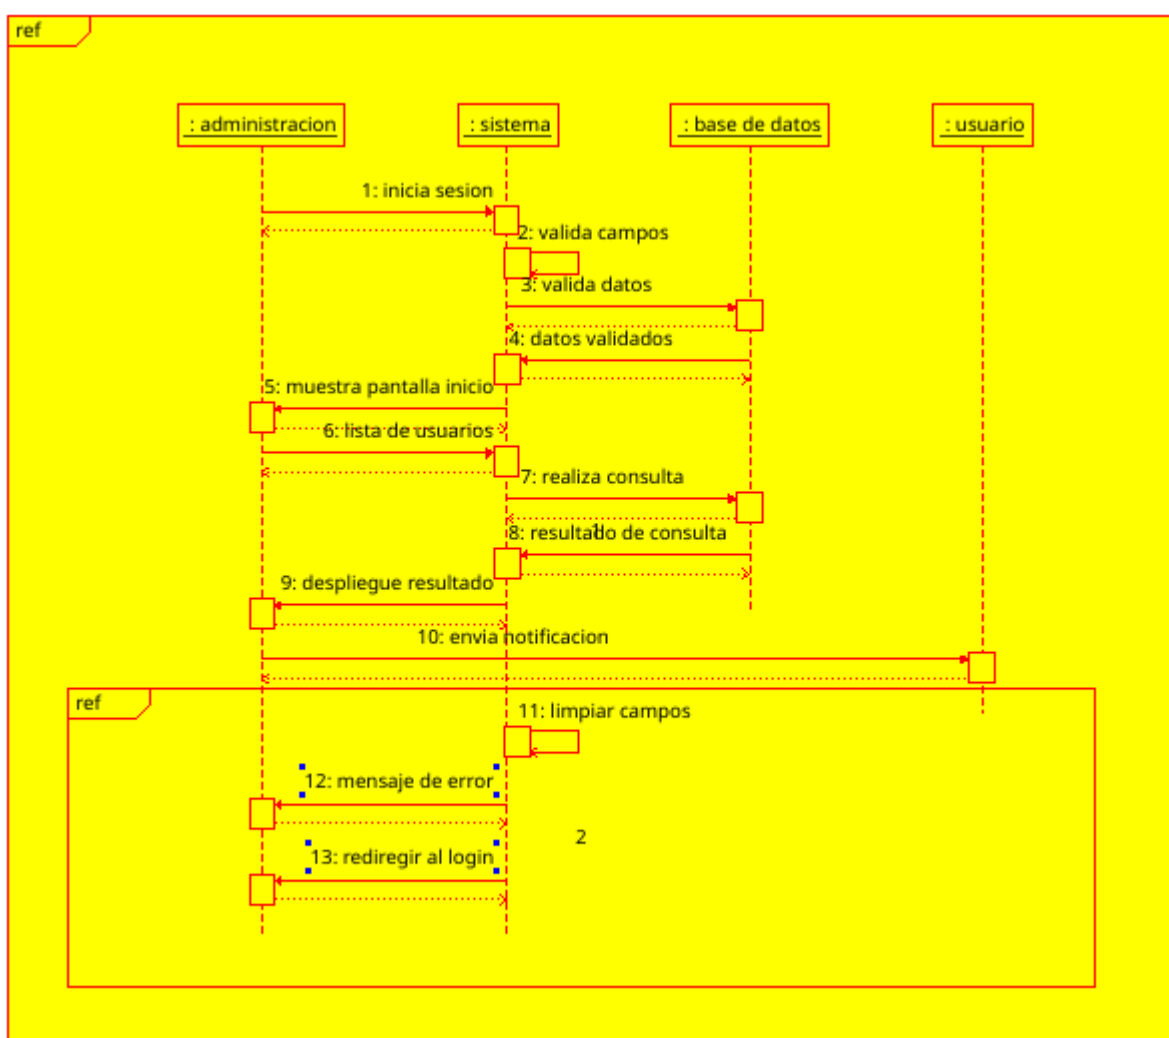 ref
: administracion
: sistema
: base de datos
: usuario
1: inicia sesion
2: valida campos
3: valida datos
4: datos validados
5: muestra pantalla inicio
6: lista de usuarios
7: realiza consulta
1
8: resultado de consulta
9: despliegue resultado
10: envia notificacion
ref
11: limpiar campos
12: mensaje de error
2
13: rediregir al login